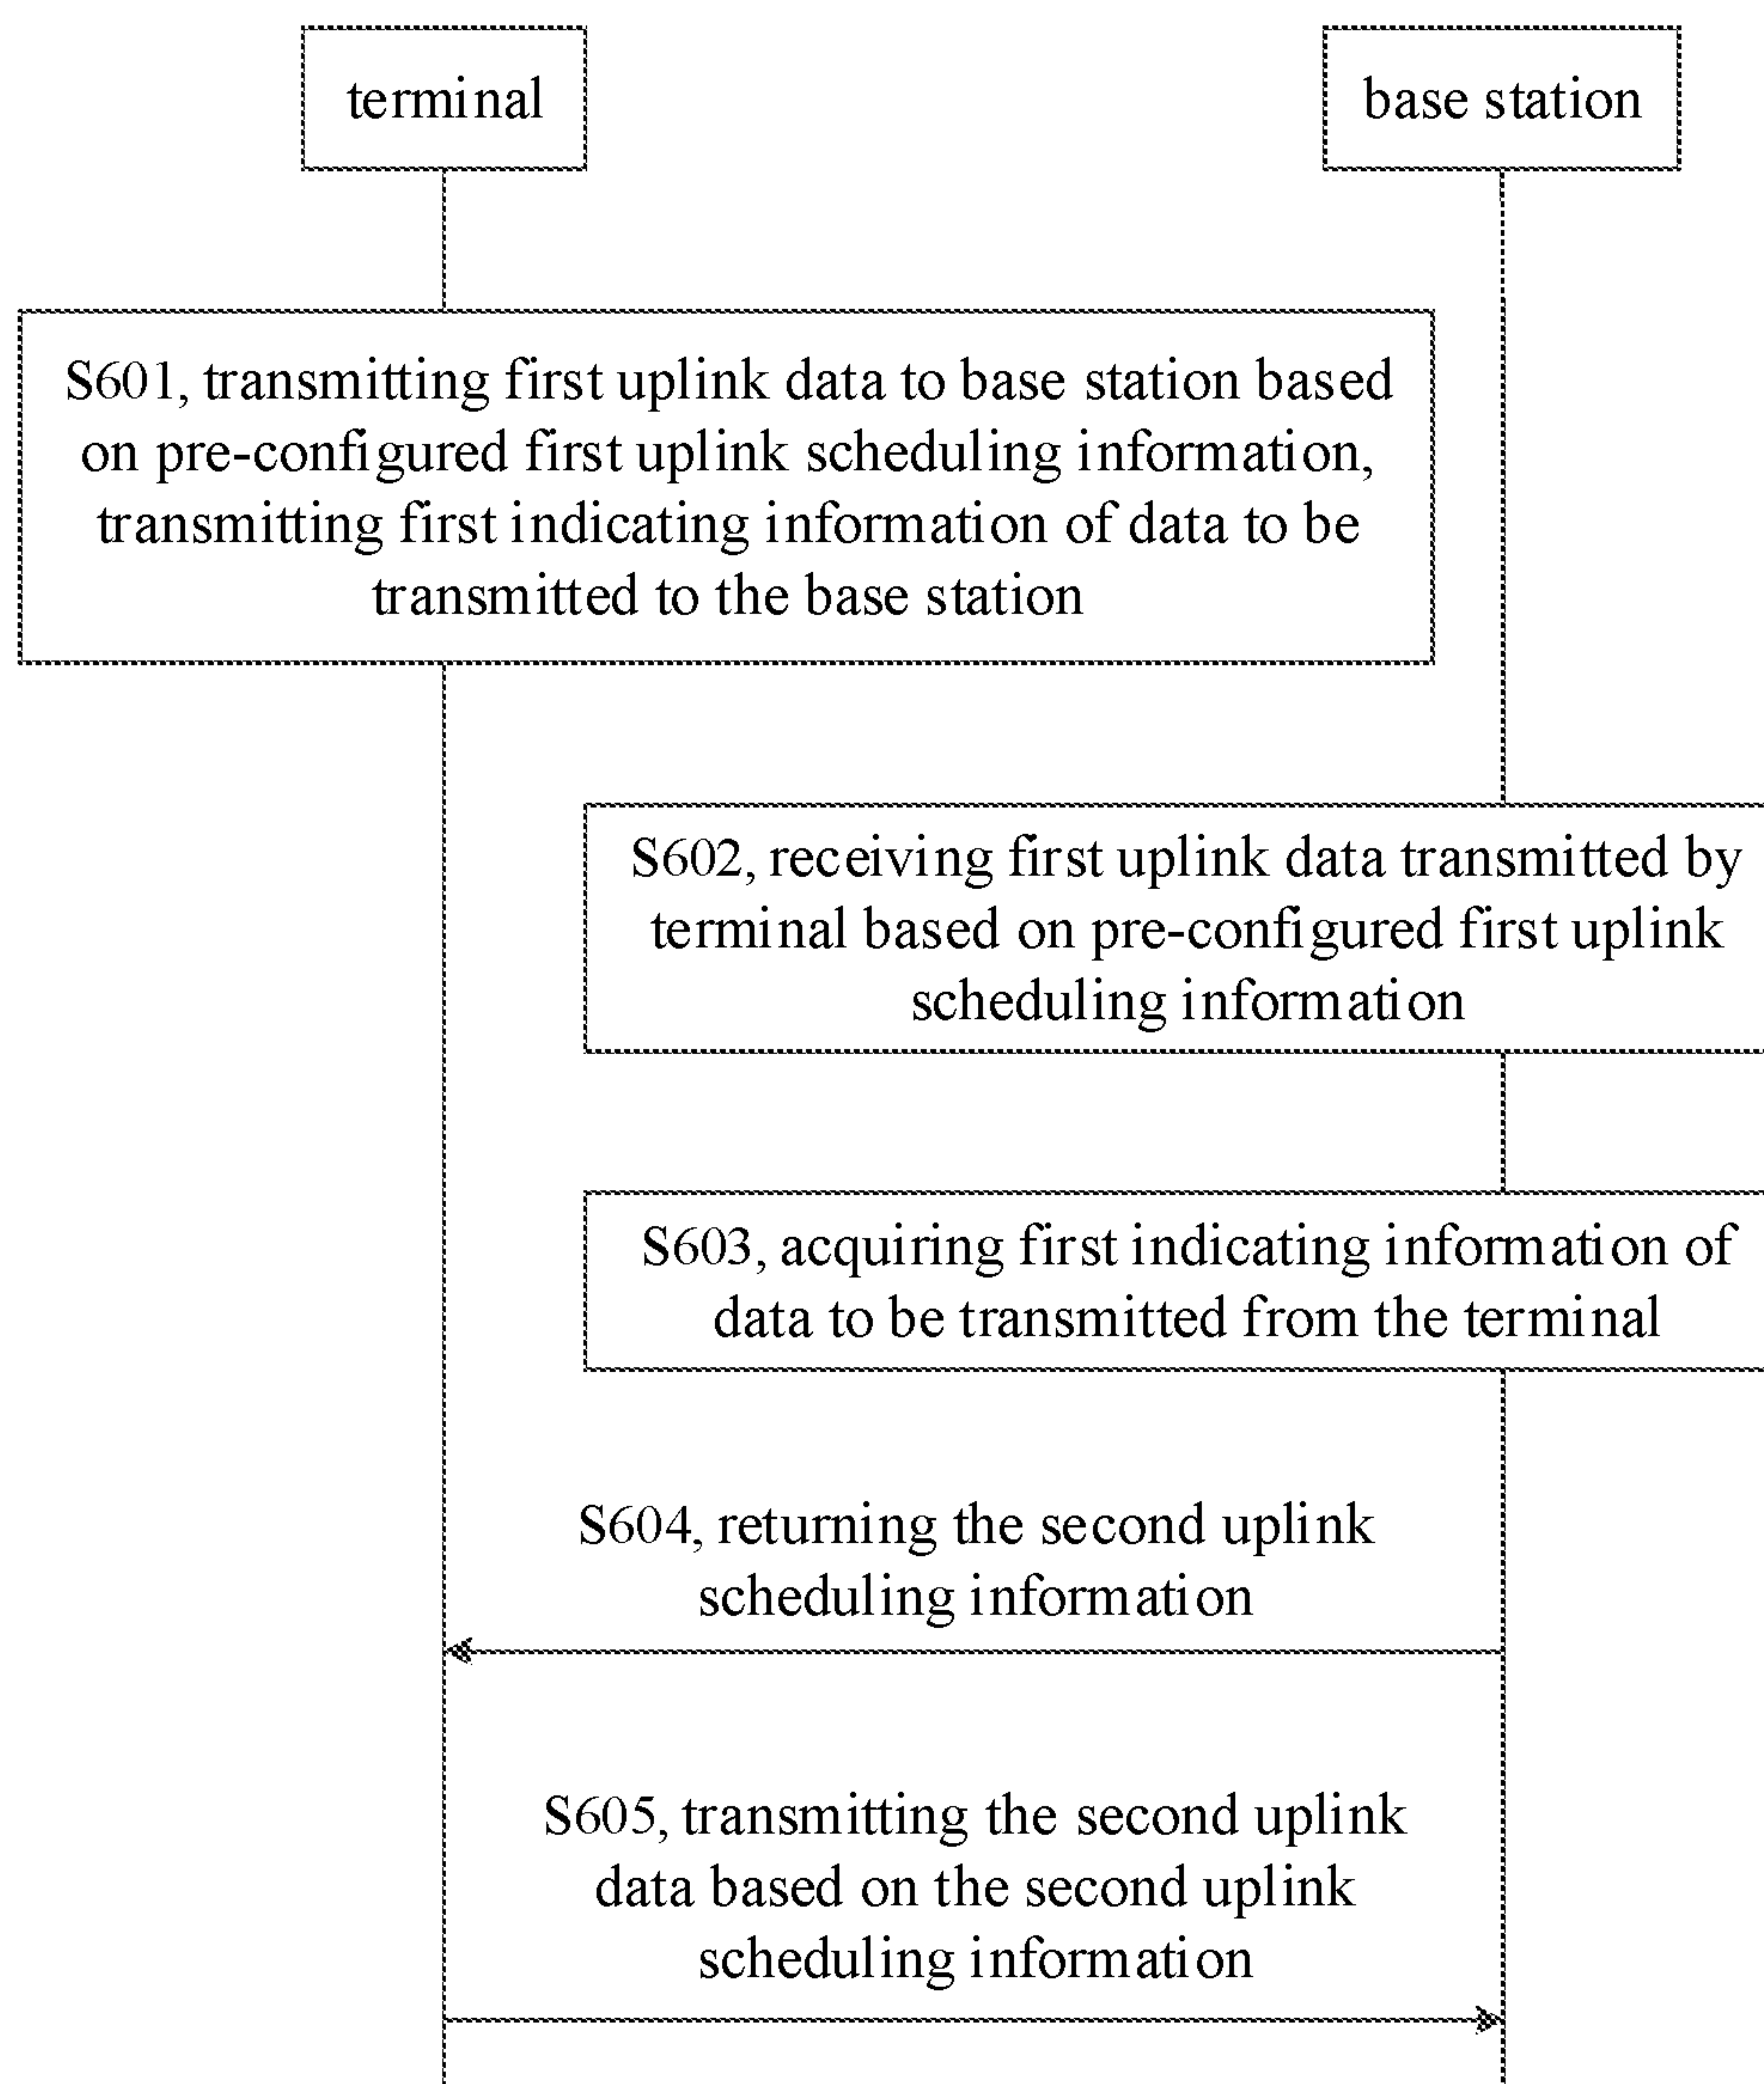 terminal
base station
S601, transmitting first uplink data to base station based
on pre-configured first uplink scheduling information,
transmitting first indicating information of data to be
transmitted to the base station
S602, receiving first uplink data transmitted by
terminal based on pre-configured first uplink
scheduling information
S603, acquiring first indicating information of
data to be transmitted from the terminal
S604, returning the second uplink
scheduling information
S605, transmitting the second uplink
data based on the second uplink
scheduling information